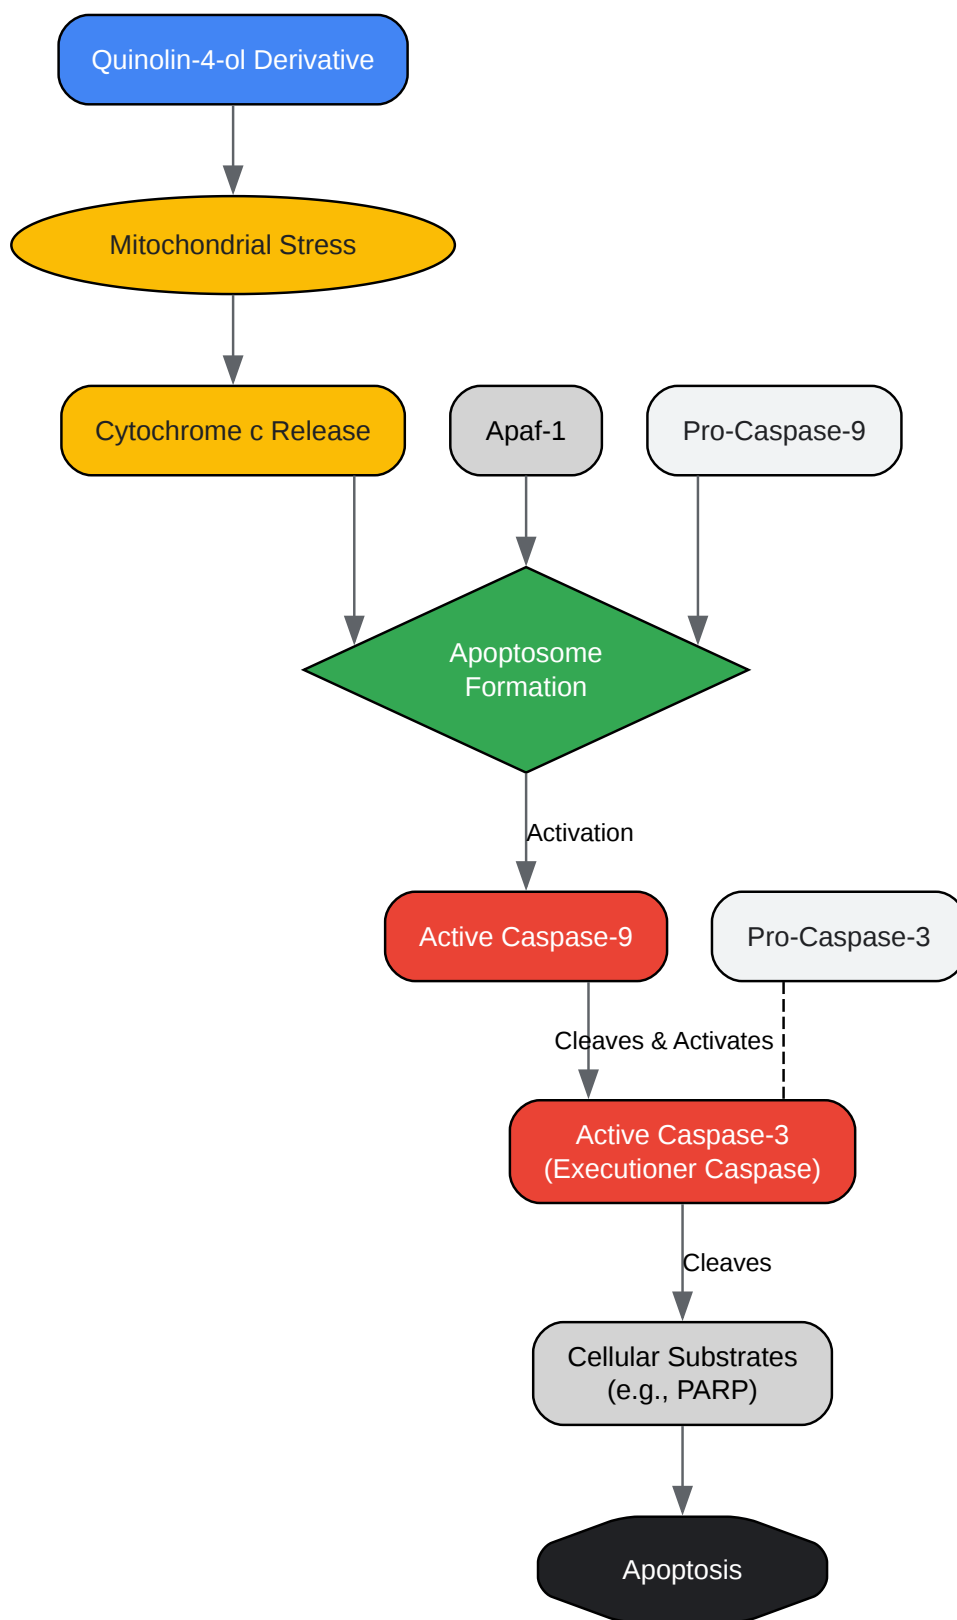 Quinolin-4-ol Derivative
Mitochondrial Stress
Cytochrome c Release
Apaf-1
Pro-Caspase-9
Apoptosome
Formation
Activation
Active Caspase-9
Pro-Caspase-3
Cleaves & Activates
Active Caspase-3
(Executioner Caspase)
Cleaves
Cellular Substrates
(e.g., PARP)
Apoptosis